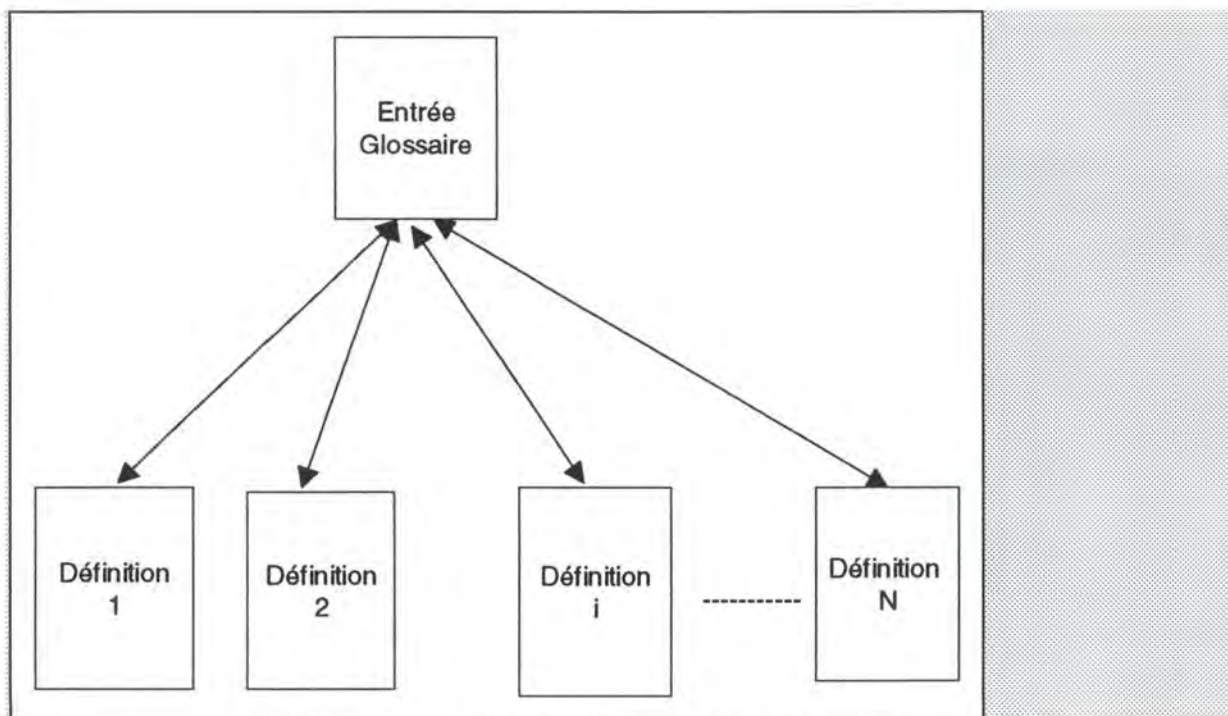 Entrée
Glossaire
Définition
1
Définition
2
Définition
i
Définition
N